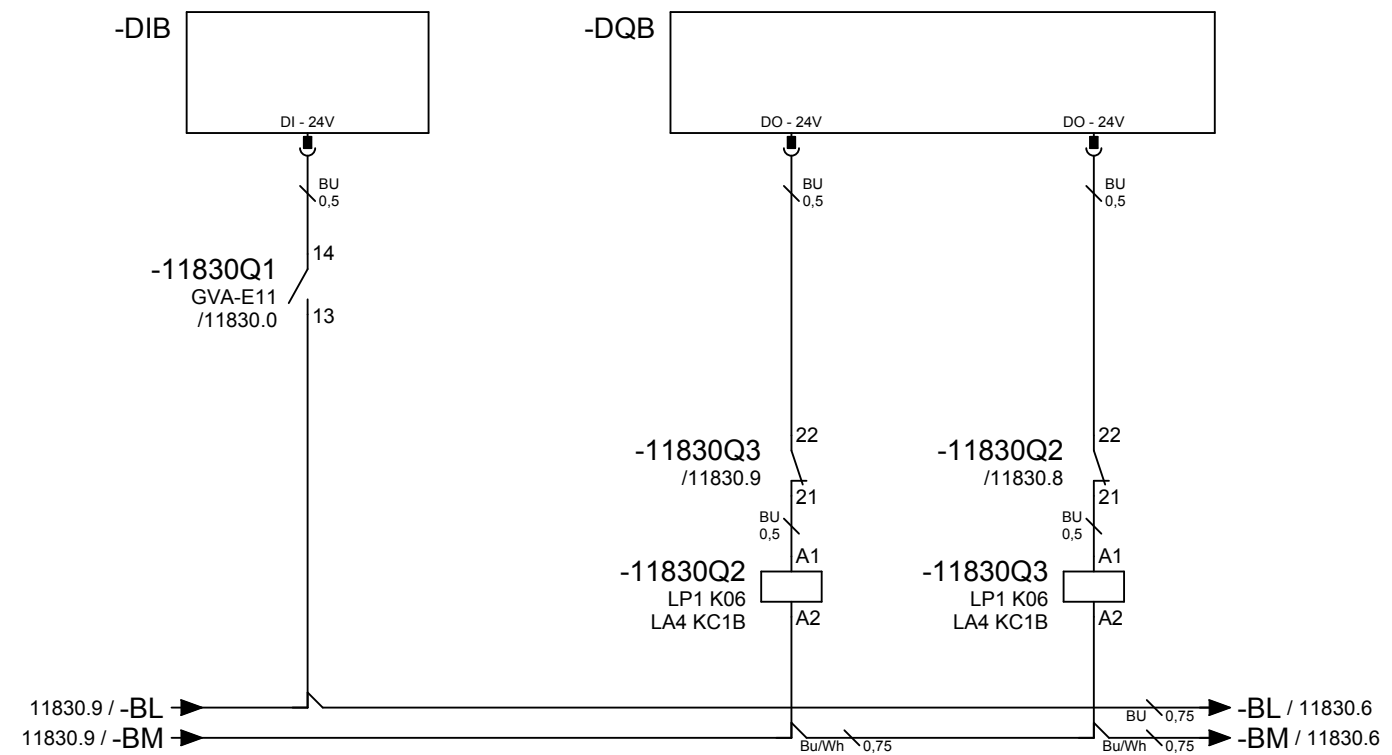 -DIB
-DQB
DI - 24V
DO - 24V
DO - 24V
BU
0,5
BU
0,5
BU
0,5
14
-11830Q1
GVA-E11
/11830.0
13
22
-11830Q3
/11830.9
21
22
-11830Q2
/11830.8
21
BU
0,5
BU
0,5
A1
-11830Q2
LP1 K06
LA4 KC1B
A2
A1
-11830Q3
LP1 K06
LA4 KC1B
A2
11830.9 / -BL
BU 0,75
-BL / 11830.6
11830.9 / -BM
Bu/Wh 0,75
Bu/Wh 0,75
-BM / 11830.6